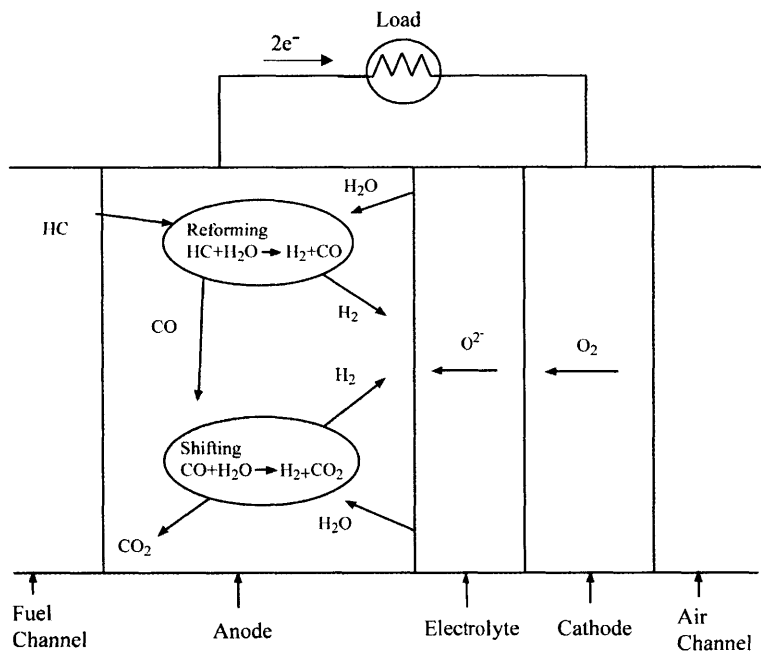 Load
2e⁻
H₂O
HC
Reforming
HC+H₂O → H₂+CO
CO
H₂
O²⁻
O₂
H₂
Shifting
CO+H₂O → H₂+CO₂
H₂O
CO₂
Fuel
Channel
Anode
Electrolyte
Cathode
Air
Channel